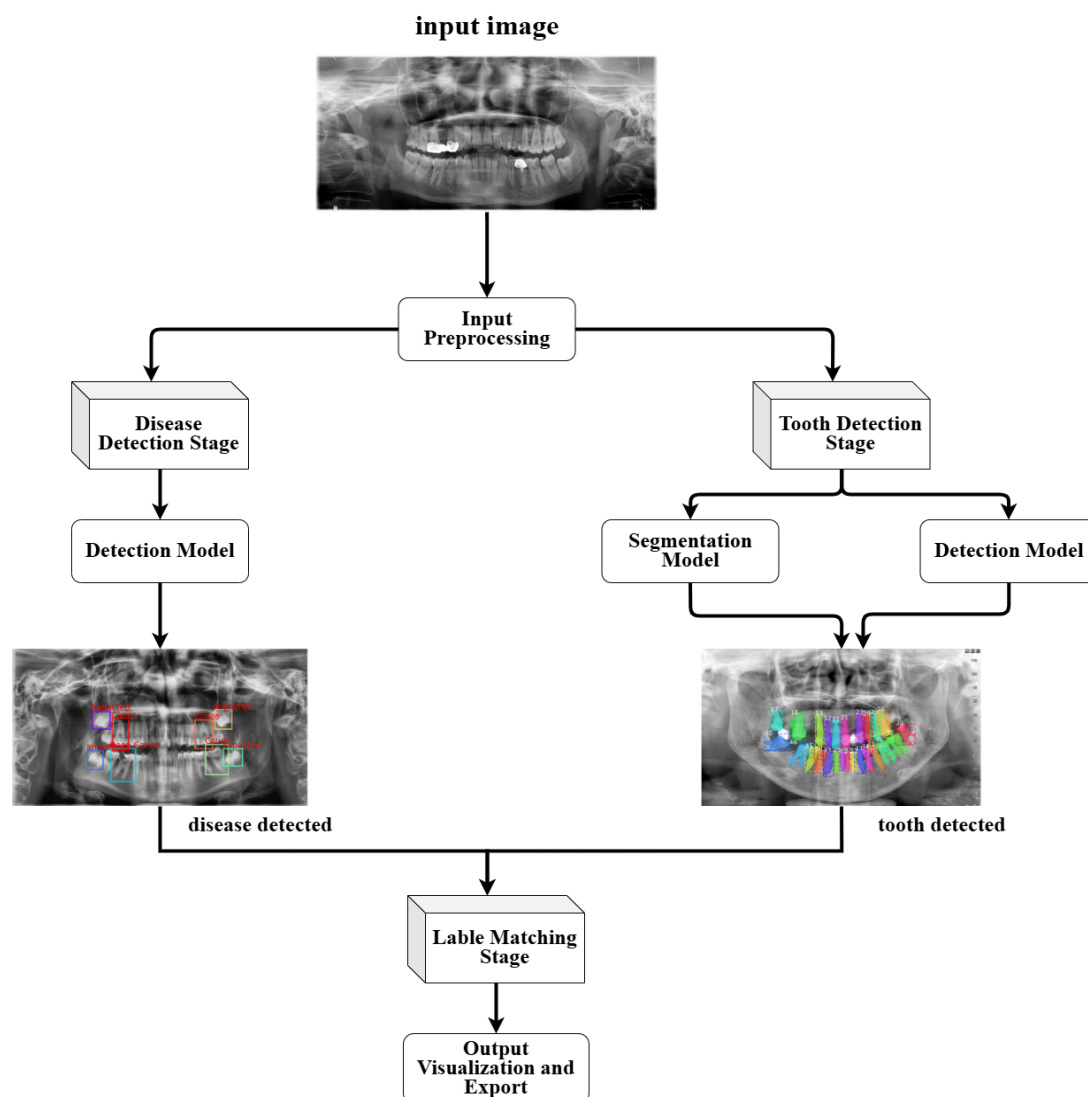 input image
Input
Preprocessing
Disease
Detection Stage
Tooth Detection
Stage
Detection Model
Segmentation
Model
Detection Model
disease detected
tooth detected
Lable Matching
Stage
Output
Visualization and
Export